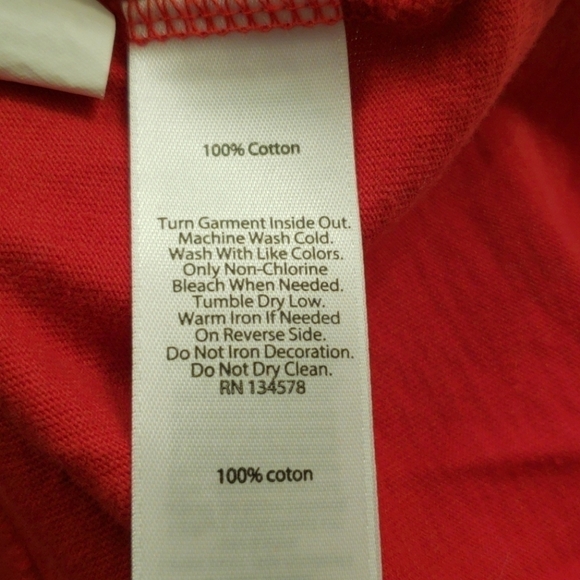 100% Cotton
Turn Garment Inside Out.
Machine Wash Cold.
Wash With Like Colors.
Only Non-Chlorine
Bleach When Needed.
Tumble Dry Low.
Warm Iron If Needed
On Reverse Side.
Do Not Iron Decoration.
Do Not Dry Clean.
RN 134578
100% coton